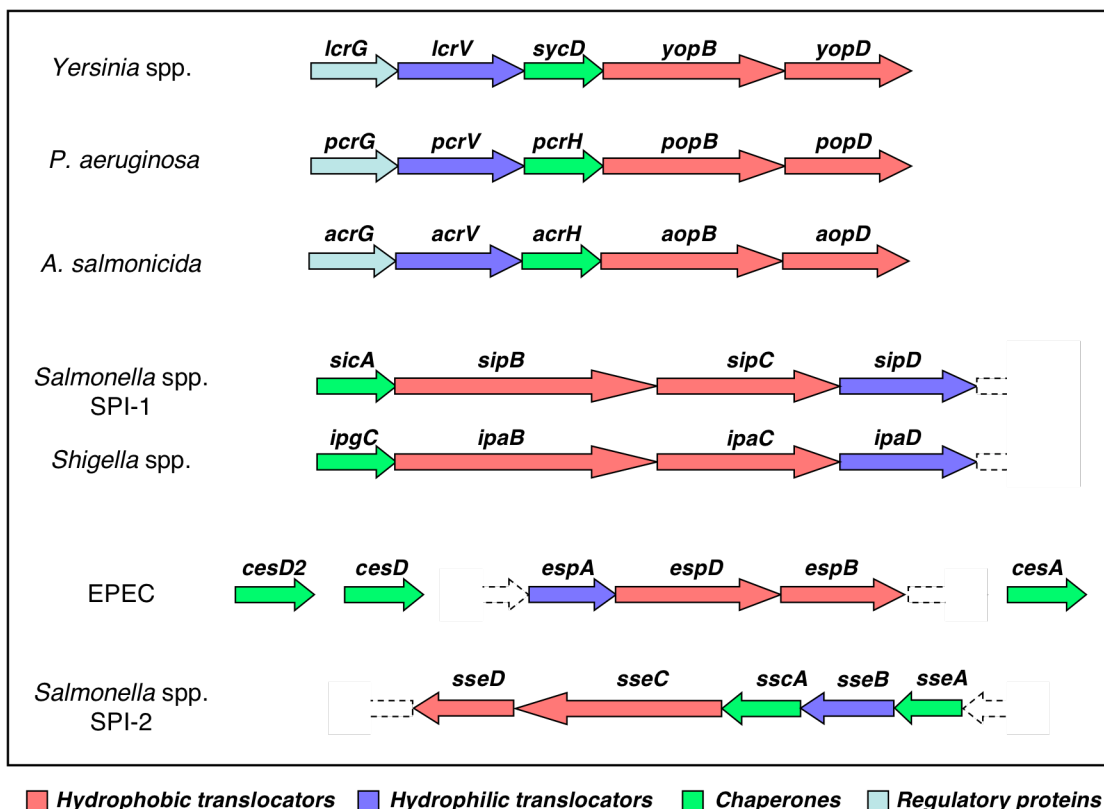 lcrG lcrV sycD yopB yopD
Yersinia spp.
pcrG pcrV pcrH popB popD
P. aeruginosa
acrG acrV acrH aopB aopD
A. salmonicida
sicA sipB sipC sipD
Salmonella spp.
SPI-1
ipgC ipaB ipaC ipaD
Shigella spp.
cesD2 cesD espA espD espB cesA
EPEC
sseD sseC sscA sseB sseA
Salmonella spp.
SPI-2
Hydrophobic translocators Hydrophilic translocators Chaperones Regulatory proteins